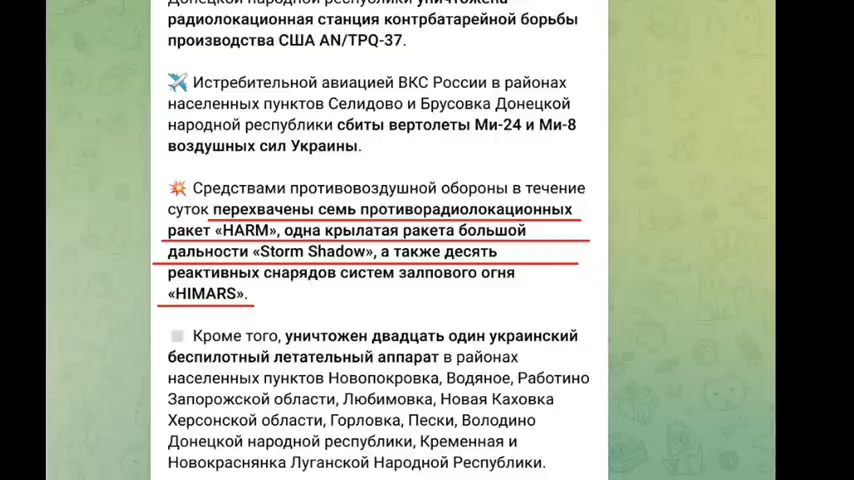 Донецкой народной республики уничтожена
радиолокационная станция контрбатарейной борьбы
производства США AN/TPQ-37.
Истребительной авиацией ВКС России в районах
населенных пунктов Селидово и Брусовка Донецкой
народной республики сбиты вертолеты Ми-24 и Ми-8
воздушных сил Украины.
Средствами противовоздушной обороны в течение
суток перехвачены семь противорадиолокационных
ракет «HARM», одна крылатая ракета большой
дальности «Storm Shadow», а также десять
реактивных снарядов систем залпового огня
«HIMARS».
Кроме того, уничтожен двадцать один украинский
беспилотный летательный аппарат в районах
населенных пунктов Новопокровка, Водяное, Работино
Запорожской области, Любимовка, Новая Каховка
Херсонской области, Горловка, Пески, Володино
Донецкой народной республики, Кременная и
Новокраснянка Луганской Народной Республики.